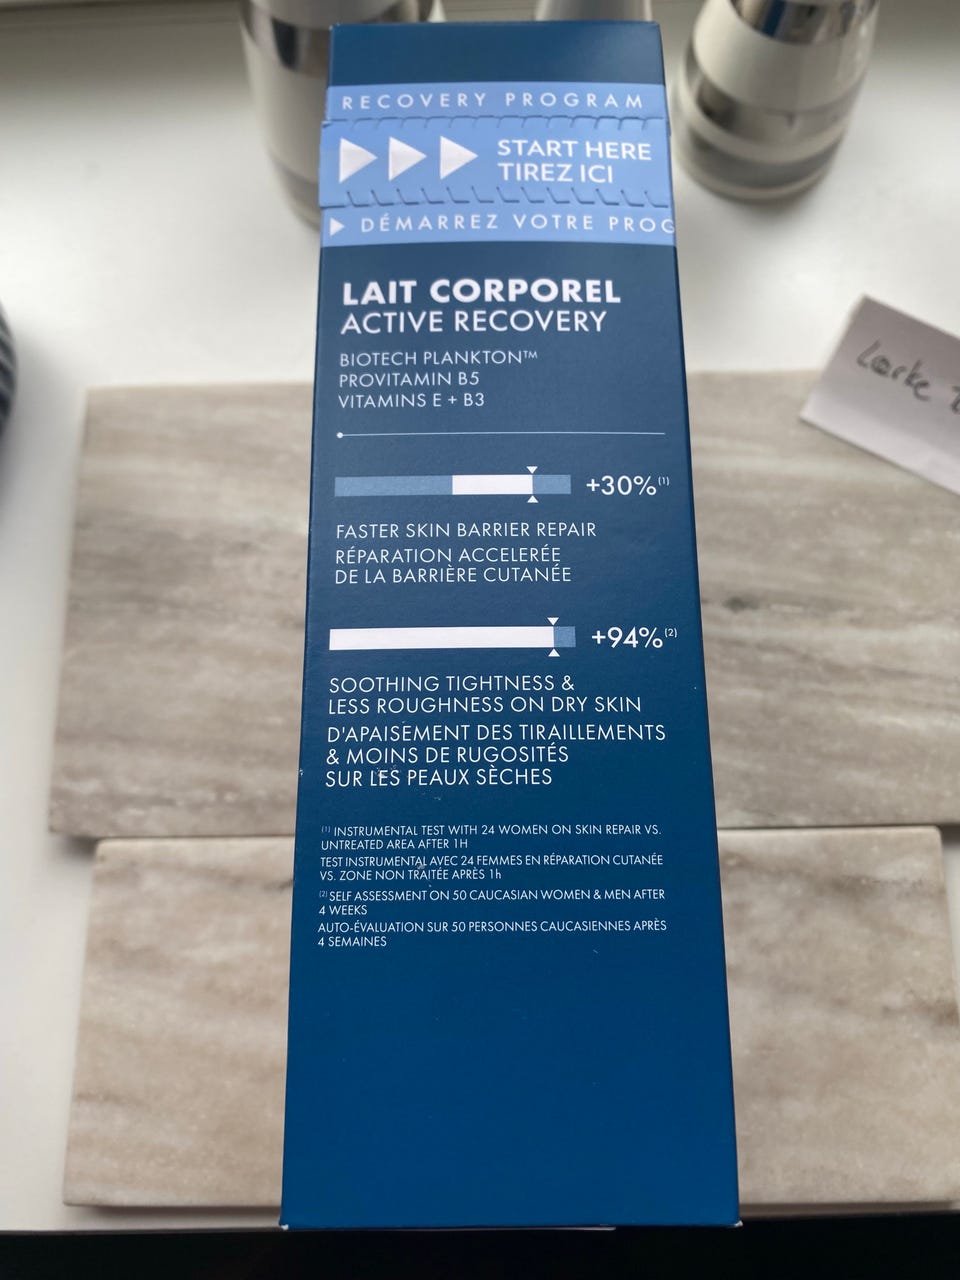 RECOVERY PROGRAM
START HERE
TIREZ ICI
DÉMARREZ VOTRE PROG
LAIT CORPOREL
ACTIVE RECOVERY
BIOTECH PLANKTON™
PROVITAMIN B5
VITAMINS E + B3
+30%(1)
FASTER SKIN BARRIER REPAIR
RÉPARATION ACCELERÉE
DE LA BARRIÈRE CUTANÉE
+94%(2)
SOOTHING TIGHTNESS &
LESS ROUGHNESS ON DRY SKIN
D'APAISEMENT DES TIRAILLEMENTS
& MOINS DE RUGOSITÉS
SUR LES PEAUX SÈCHES
(1) INSTRUMENTAL TEST WITH 24 WOMEN ON SKIN REPAIR VS.
UNTREATED AREA AFTER 1H
TEST INSTRUMENTAL AVEC 24 FEMMES EN RÉPARATION CUTANÉE
VS. ZONE NON TRAITÉE APRÈS 1h
(2) SELF ASSESSMENT ON 50 CAUCASIAN WOMEN & MEN AFTER
4 WEEKS
AUTO-ÉVALUATION SUR 50 PERSONNES CAUCASIENNES APRÈS
4 SEMAINES